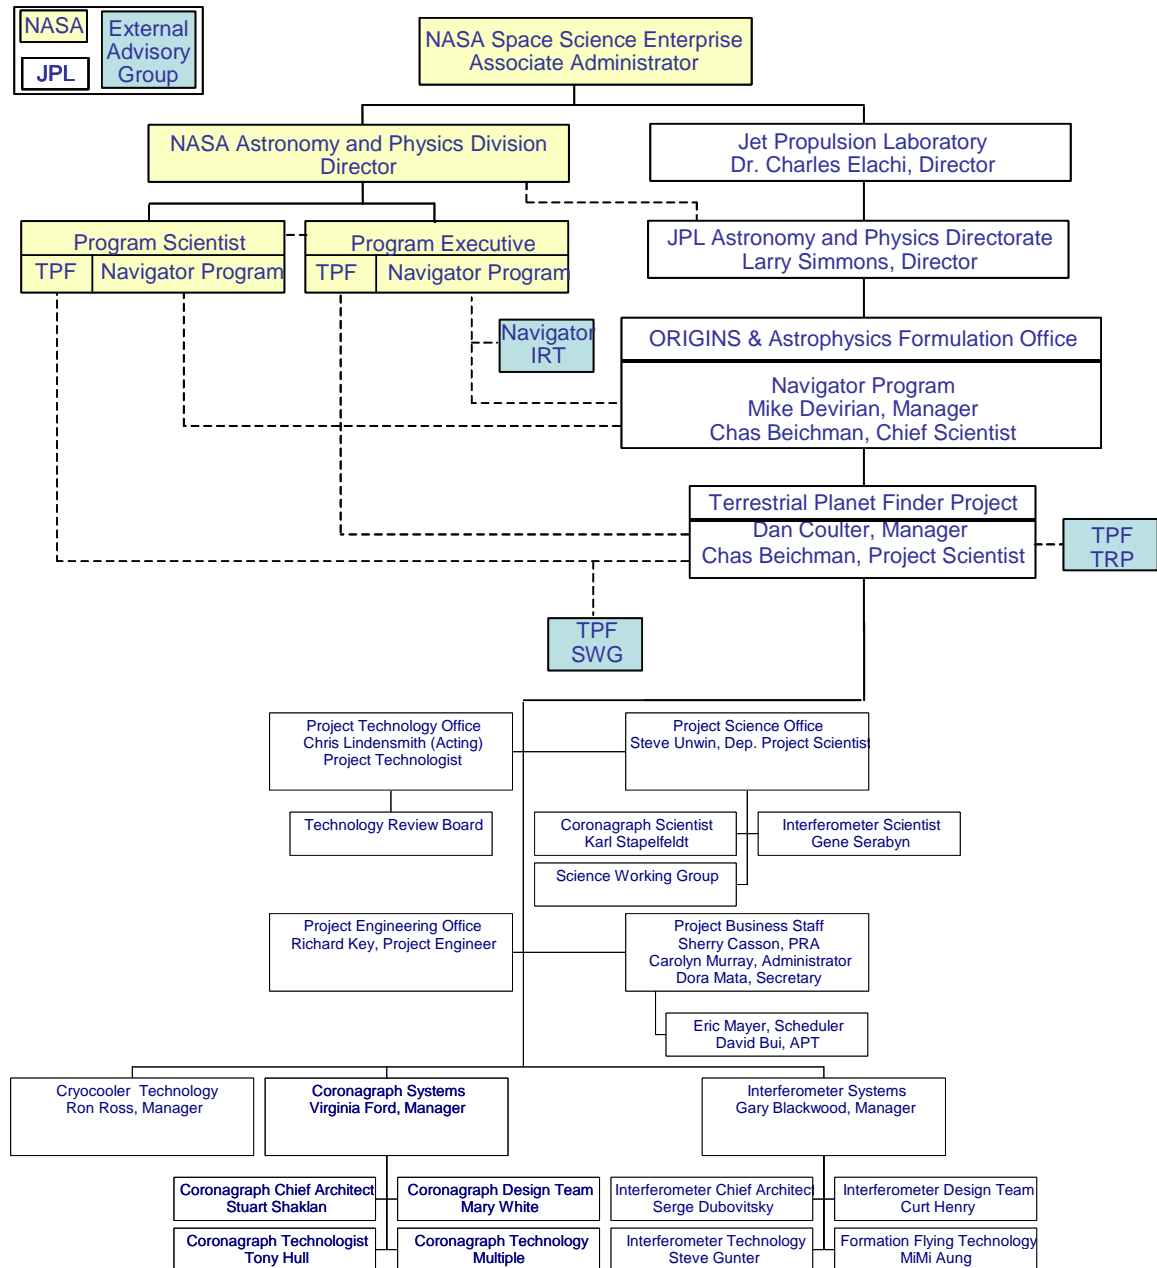 NASA
JPL
External
Advisory
Group
NASA Space Science Enterprise
Associate Administrator
NASA Astronomy and Physics Division
Director
Jet Propulsion Laboratory
Dr. Charles Elachi, Director
Program Scientist
TPF
Navigator Program
Program Executive
TPF
Navigator Program
JPL Astronomy and Physics Directorate
Larry Simmons, Director
Navigator
IRT
ORIGINS & Astrophysics Formulation Office
Navigator Program
Mike Devirian, Manager
Chas Beichman, Chief Scientist
Terrestrial Planet Finder Project
Dan Coulter, Manager
Chas Beichman, Project Scientist
TPF
TRP
TPF
SWG
Project Technology Office
Chris Lindensmith (Acting)
Project Technologist
Project Science Office
Steve Unwin, Dep. Project Scientist
Technology Review Board
Coronagraph Scientist
Karl Stapelfeldt
Interferometer Scientist
Gene Serabyn
Science Working Group
Project Engineering Office
Richard Key, Project Engineer
Project Business Staff
Sherry Casson, PRA
Carolyn Murray, Administrator
Dora Mata, Secretary
Eric Mayer, Scheduler
David Bui, APT
Cryocooler Technology
Ron Ross, Manager
Coronagraph Systems
Virginia Ford, Manager
Interferometer Systems
Gary Blackwood, Manager
Coronagraph Chief Architect
Stuart Shaklan
Coronagraph Design Team
Mary White
Interferometer Chief Architect
Serge Dubovitsky
Interferometer Design Team
Curt Henry
Coronagraph Technologist
Tony Hull
Coronagraph Technology
Multiple
Interferometer Technology
Steve Gunter
Formation Flying Technology
MiMi Aung